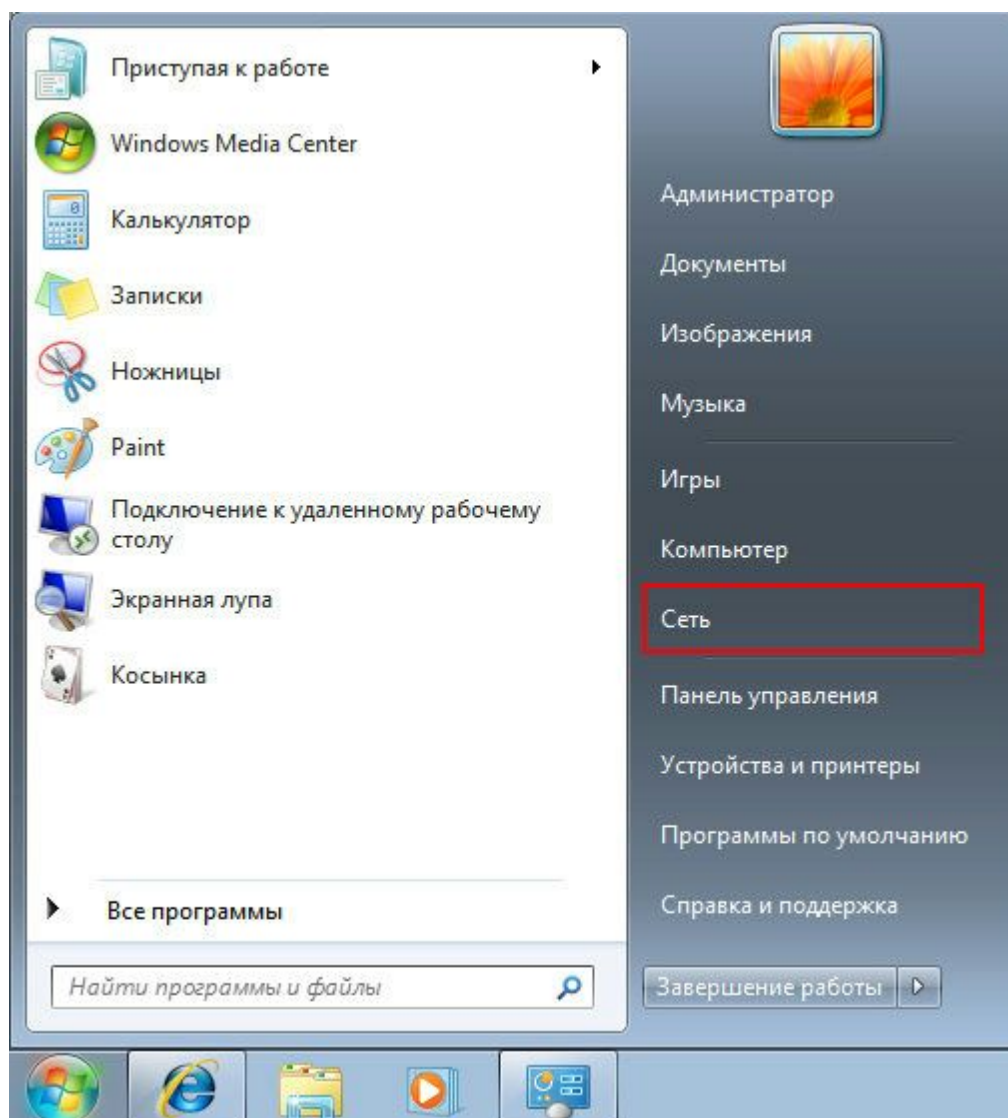 Приступая к работе
Windows Media Center
Калькулятор
Записки
Ножницы
Paint
Подключение к удаленному рабочему
столу
Экранная лупа
Косынка
Все программы
Найти программы и файлы
Администратор
Документы
Изображения
Музыка
Игры
Компьютер
Сеть
Панель управления
Устройства и принтеры
Программы по умолчанию
Справка и поддержка
Завершение работы